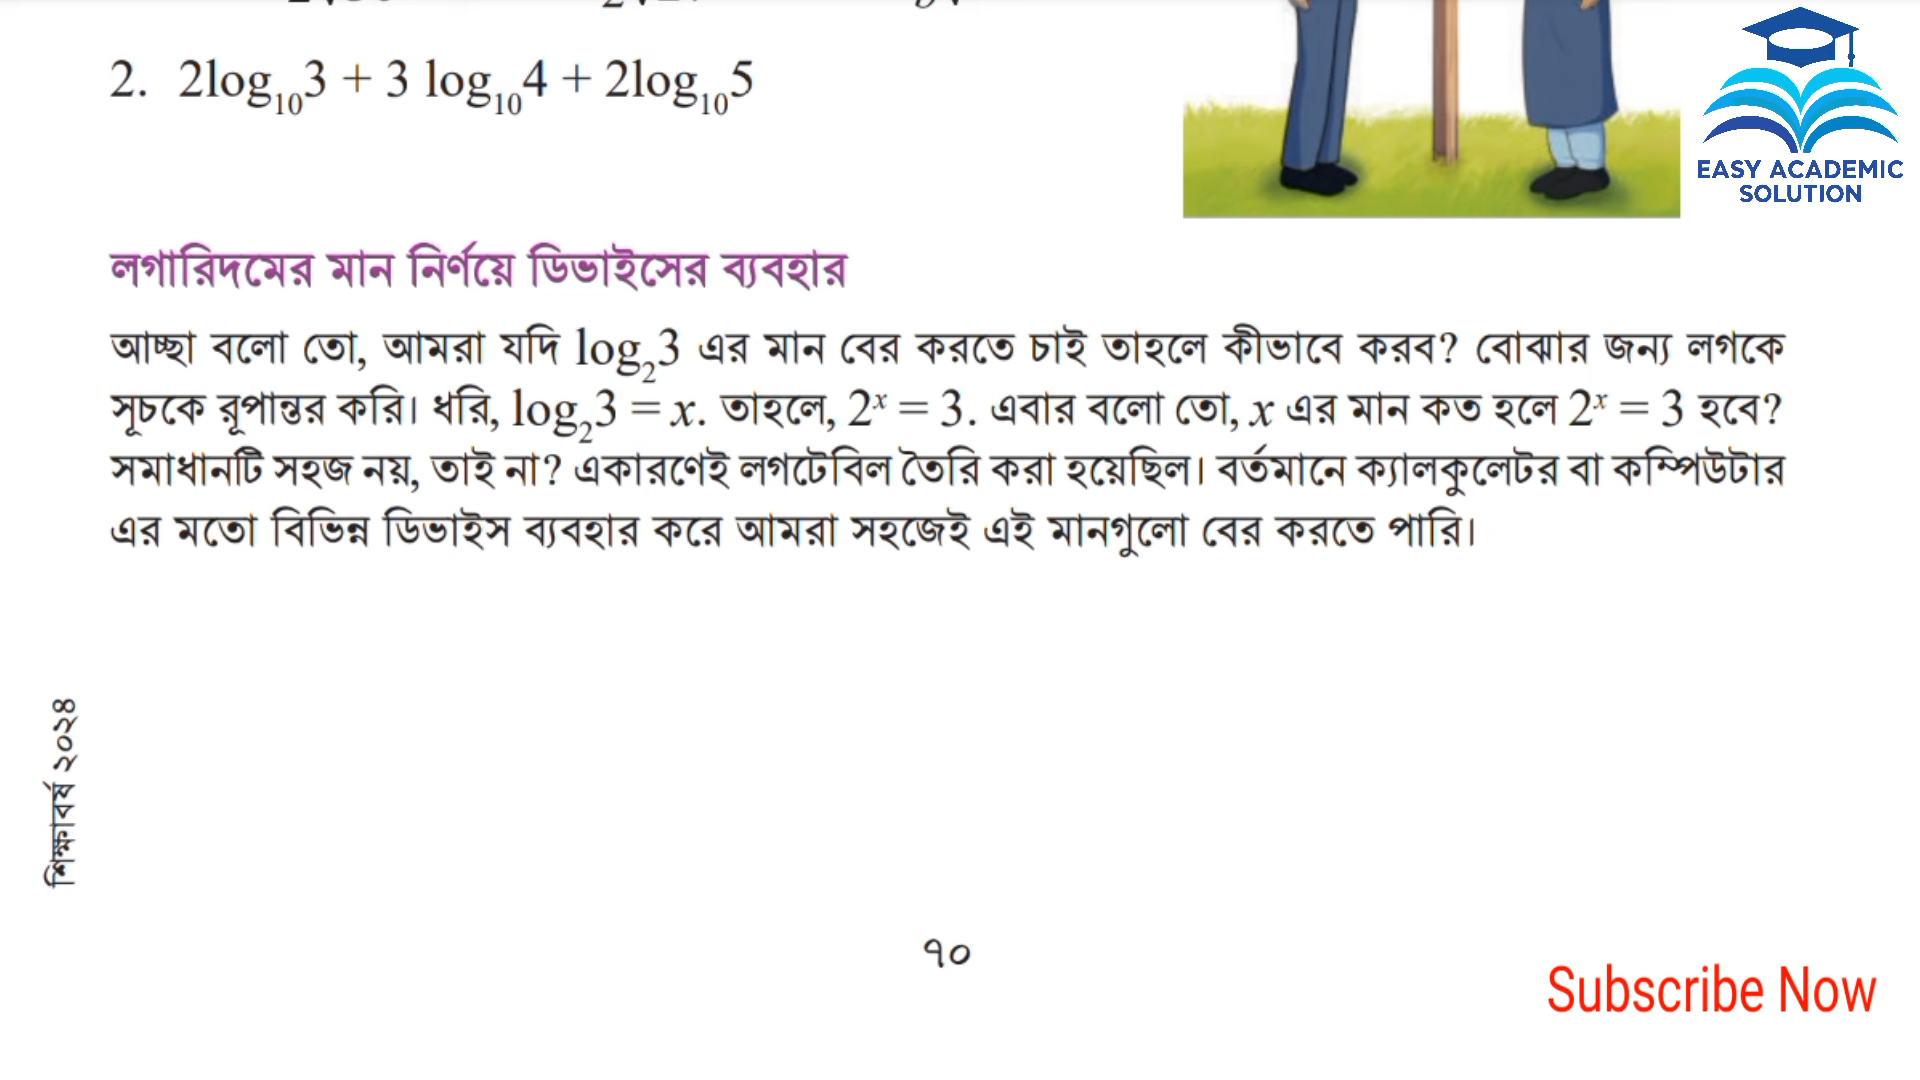 2. 2log₁₀3 + 3 log₁₀4 + 2log₁₀5
EASY ACADEMIC
SOLUTION
লগারিদমের মান নির্ণয়ে ডিভাইসের ব্যবহার
আচ্ছা বলো তো, আমরা যদি log₂3 এর মান বের করতে চাই তাহলে কীভাবে করব? বোঝার জন্য লগকে
সূচকে রূপান্তর করি। ধরি, log₂3 = x. তাহলে, 2ˣ = 3. এবার বলো তো, x এর মান কত হলে 2ˣ = 3 হবে?
সমাধানটি সহজ নয়, তাই না? একারণেই লগটেবিল তৈরি করা হয়েছিল। বর্তমানে ক্যালকুলেটর বা কম্পিউটার
এর মতো বিভিন্ন ডিভাইস ব্যবহার করে আমরা সহজেই এই মানগুলো বের করতে পারি।
শিক্ষাবর্ষ ২০২৪
৭০
Subscribe Now